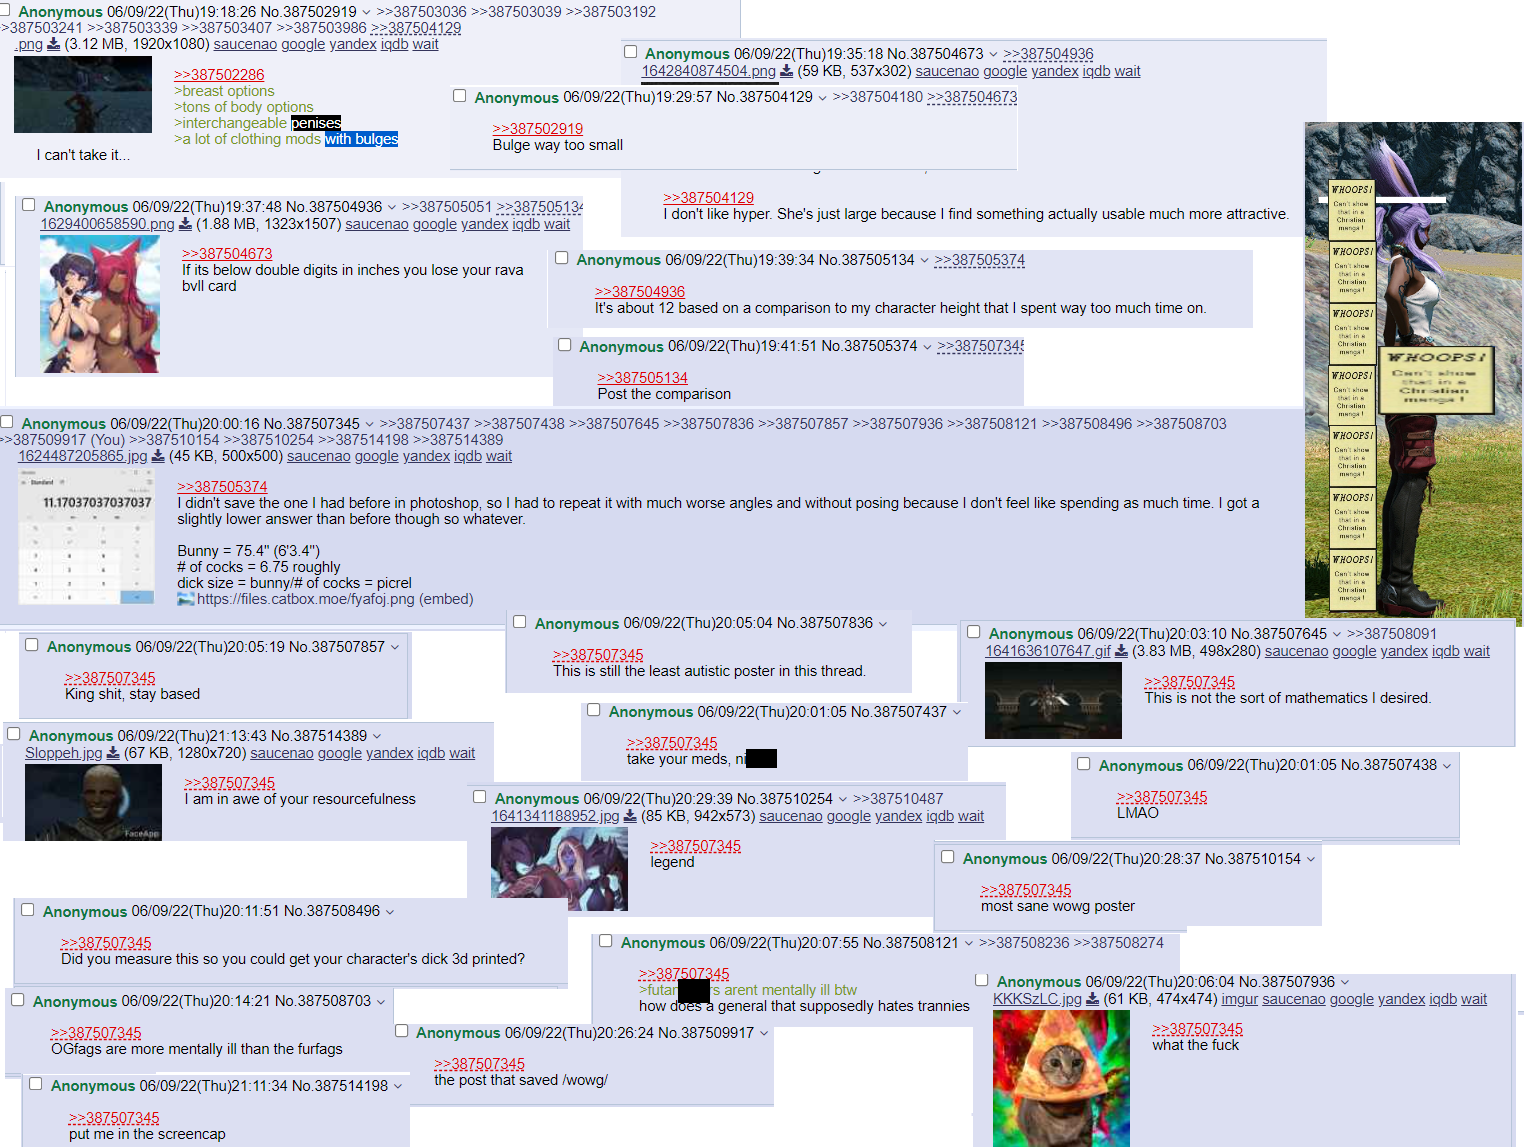 Anonymous 06/09/22(Thu)19:18:26 No.387502919 >>387503036 >>387503039 >>387503192
>>387503241 >>387503339 >>387503407 >>387503986 >>387504129
.png (3.12 MB, 1920x1080) saucenao google yandex iqdb wait
>>387502286
>breast options
>tons of body options
>interchangeable penises
>a lot of clothing mods with bulges
I can't take it...
Anonymous 06/09/22(Thu)19:35:18 No.387504673 >>387504936
1642840874504.png (59 KB, 537x302) saucenao google yandex iqdb wait
Anonymous 06/09/22(Thu)19:29:57 No.387504129 >>387504180 >>387504673
>>387502919
Bulge way too small
>>387504129
I don't like hyper. She's just large because I find something actually usable much more attractive.
Anonymous 06/09/22(Thu)19:37:48 No.387504936 >>387505051 >>387505134
1629400658590.png (1.88 MB, 1323x1507) saucenao google yandex iqdb wait
>>387504673
If its below double digits in inches you lose your rava
bvll card
Anonymous 06/09/22(Thu)19:39:34 No.387505134 >>387505374
>>387504936
It's about 12 based on a comparison to my character height that I spent way too much time on.
Anonymous 06/09/22(Thu)19:41:51 No.387505374 >>387507345
>>387505134
Post the comparison
WHOOPS!
Can't show
that in a
Christian
manga !
WHOOPS!
Can't show
that in a
Christian
manga !
WHOOPS!
Can't show
that in a
Christian
manga !
WHOOPS!
Can't show
that in a
Christian
manga !
WHOOPS!
Can't show
that in a
Christian
manga !
WHOOPS!
Can't show
that in a
Christian
manga !
WHOOPS!
Can't show
that in a
Christian
manga !
WHOOPS!
Can't show
that in a
Christian
manga !
Anonymous 06/09/22(Thu)20:00:16 No.387507345 >>387507437 >>387507438 >>387507645 >>387507836 >>387507857 >>387507936 >>387508121 >>387508496 >>387508703
>>387509917 (You) >>387510154 >>387510254 >>387514198 >>387514389
1624487205865.jpg (45 KB, 500x500) saucenao google yandex iqdb wait
Standard
11.17037037037037
>>387505374
I didn't save the one I had before in photoshop, so I had to repeat it with much worse angles and without posing because I don't feel like spending as much time. I got a
slightly lower answer than before though so whatever.
Bunny = 75.4" (6'3.4")
# of cocks = 6.75 roughly
dick size = bunny/# of cocks = picrel
https://files.catbox.moe/fyafoj.png (embed)
Anonymous 06/09/22(Thu)20:05:19 No.387507857
>>387507345
King shit, stay based
Anonymous 06/09/22(Thu)20:05:04 No.387507836
>>387507345
This is still the least autistic poster in this thread.
Anonymous 06/09/22(Thu)20:03:10 No.387507645 >>387508091
1641636107647.gif (3.83 MB, 498x280) saucenao google yandex iqdb wait
>>387507345
This is not the sort of mathematics I desired.
Anonymous 06/09/22(Thu)21:13:43 No.387514389
Sloppeh.jpg (67 KB, 1280x720) saucenao google yandex iqdb wait
>>387507345
I am in awe of your resourcefulness
FaceApp
Anonymous 06/09/22(Thu)20:01:05 No.387507437
>>387507345
take your meds, ni
Anonymous 06/09/22(Thu)20:01:05 No.387507438
>>387507345
LMAO
Anonymous 06/09/22(Thu)20:29:39 No.387510254 >>387510487
1641341188952.jpg (85 KB, 942x573) saucenao google yandex iqdb wait
>>387507345
legend
Anonymous 06/09/22(Thu)20:28:37 No.387510154
>>387507345
most sane wowg poster
Anonymous 06/09/22(Thu)20:11:51 No.387508496
>>387507345
Did you measure this so you could get your character's dick 3d printed?
Anonymous 06/09/22(Thu)20:07:55 No.387508121 >>387508236 >>387508274
>>387507345
>futan s arent mentally ill btw
how does a general that supposedly hates trannies
Anonymous 06/09/22(Thu)20:06:04 No.387507936
KKKSzLC.jpg (61 KB, 474x474) imgur saucenao google yandex iqdb wait
>>387507345
what the fuck
Anonymous 06/09/22(Thu)20:14:21 No.387508703
>>387507345
OGfags are more mentally ill than the furfags
Anonymous 06/09/22(Thu)20:26:24 No.387509917
>>387507345
the post that saved /wowg/
Anonymous 06/09/22(Thu)21:11:34 No.387514198
>>387507345
put me in the screencap